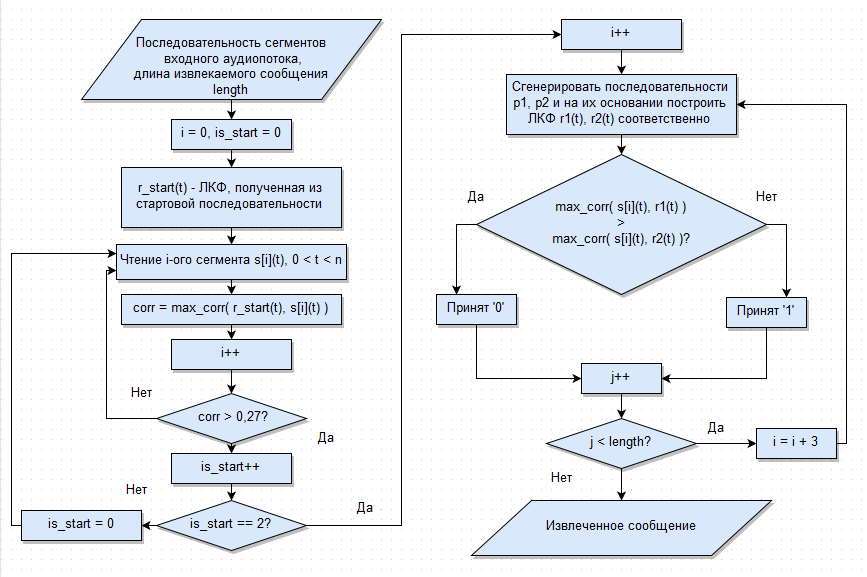 Последовательность сегментов
входного аудиопотока,
длина извлекаемого сообщения
length
i = 0, is_start = 0
r_start(t) - ЛКФ, полученная из
стартовой последовательности
Чтение i-ого сегмента s[i](t), 0 < t < n
corr = max_corr( r_start(t), s[i](t) )
i++
Нет
corr > 0,27?
Да
is_start++
Нет
is_start == 2?
Да
is_start = 0
i++
Сгенерировать последовательности
p1, p2 и на их основании построить
ЛКФ r1(t), r2(t) соответственно
Да
Нет
max_corr( s[i](t), r1(t) )
>
max_corr( s[i](t), r2(t) )?
Принят '0'
Принят '1'
j++
j < length?
Да
i = i + 3
Нет
Извлеченное сообщение